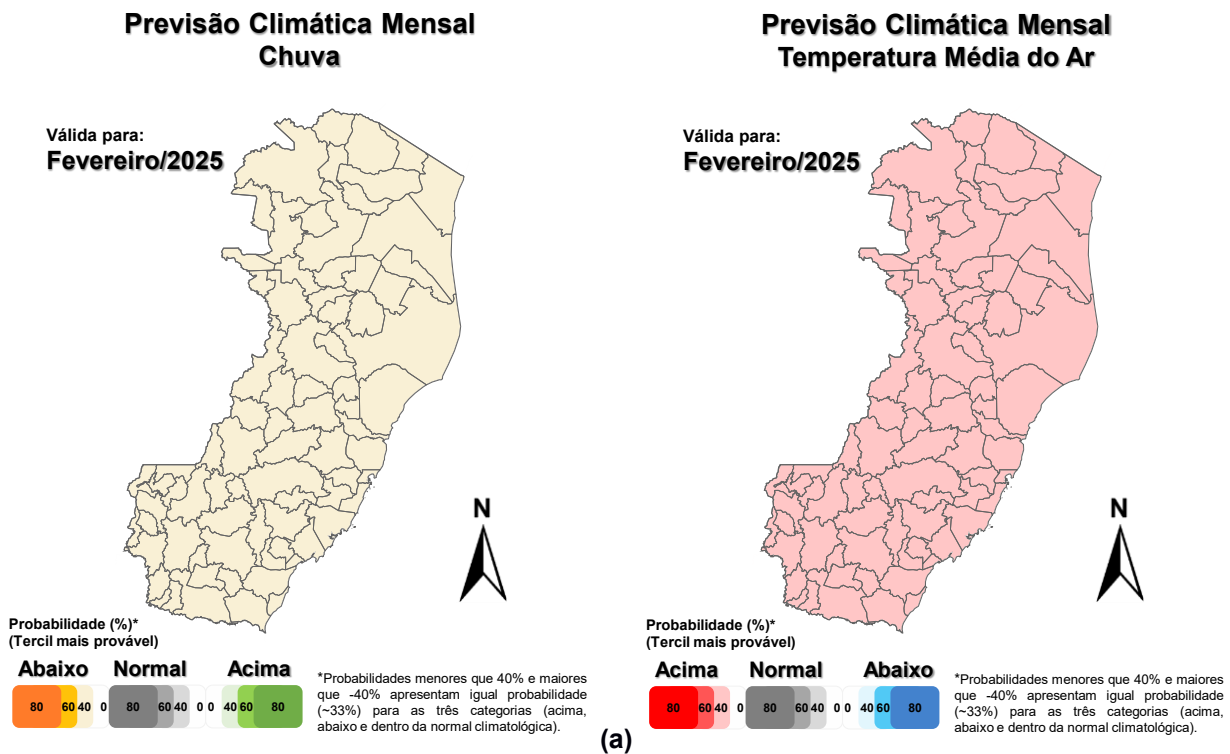 Previsão Climática Mensal
Chuva
Válida para:
Fevereiro/2025
N
Probabilidade (%)*
(Tercil mais provável)
Abaixo Normal Acima
80 60 40 0 80 60 40 0 0 40 60 80
*Probabilidades menores que 40% e maiores
que -40% apresentam igual probabilidade
(~33%) para as três categorias (acima,
abaixo e dentro da normal climatológica).
Previsão Climática Mensal
Temperatura Média do Ar
Válida para:
Fevereiro/2025
N
Probabilidade (%)*
(Tercil mais provável)
Acima Normal Abaixo
80 60 40 0 80 60 40 0 0 40 60 80
*Probabilidades menores que 40% e maiores
que -40% apresentam igual probabilidade
(~33%) para as três categorias (acima,
abaixo e dentro da normal climatológica).
(a)